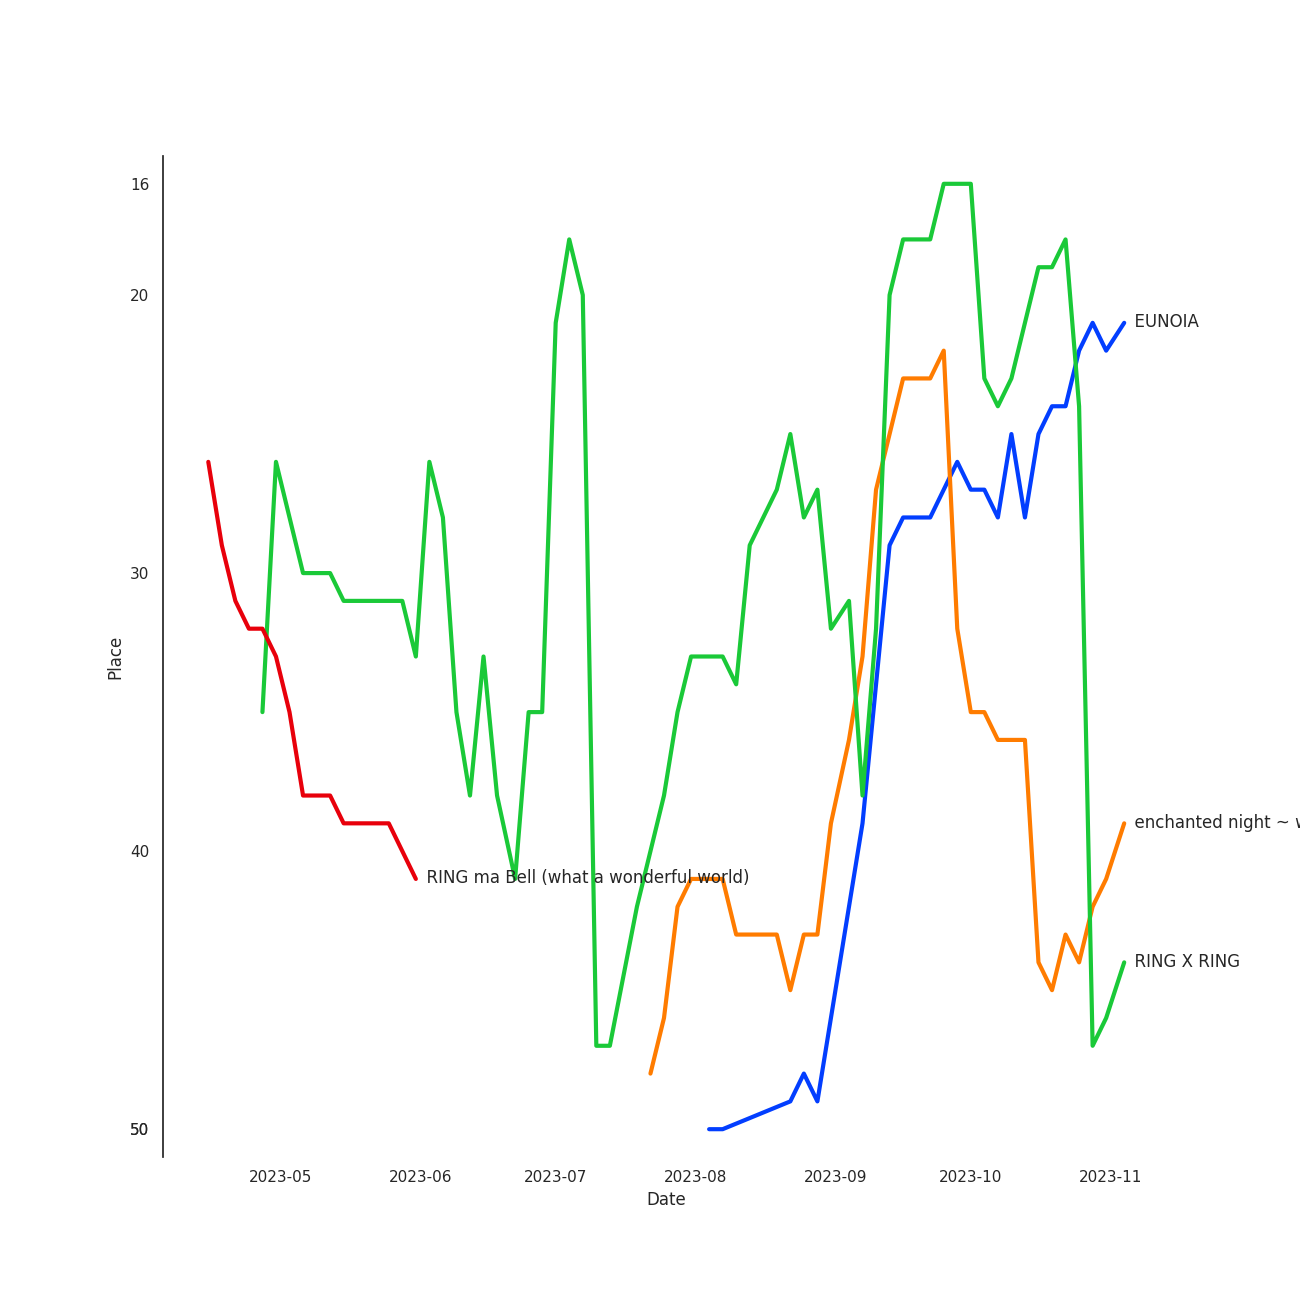 16
20
30
40
50
Place
2023-05
2023-06
2023-07
2023-08
2023-09
2023-10
2023-11
Date
EUNOIA
enchanted night ~
RING ma Bell (what a wonderful world)
RING X RING